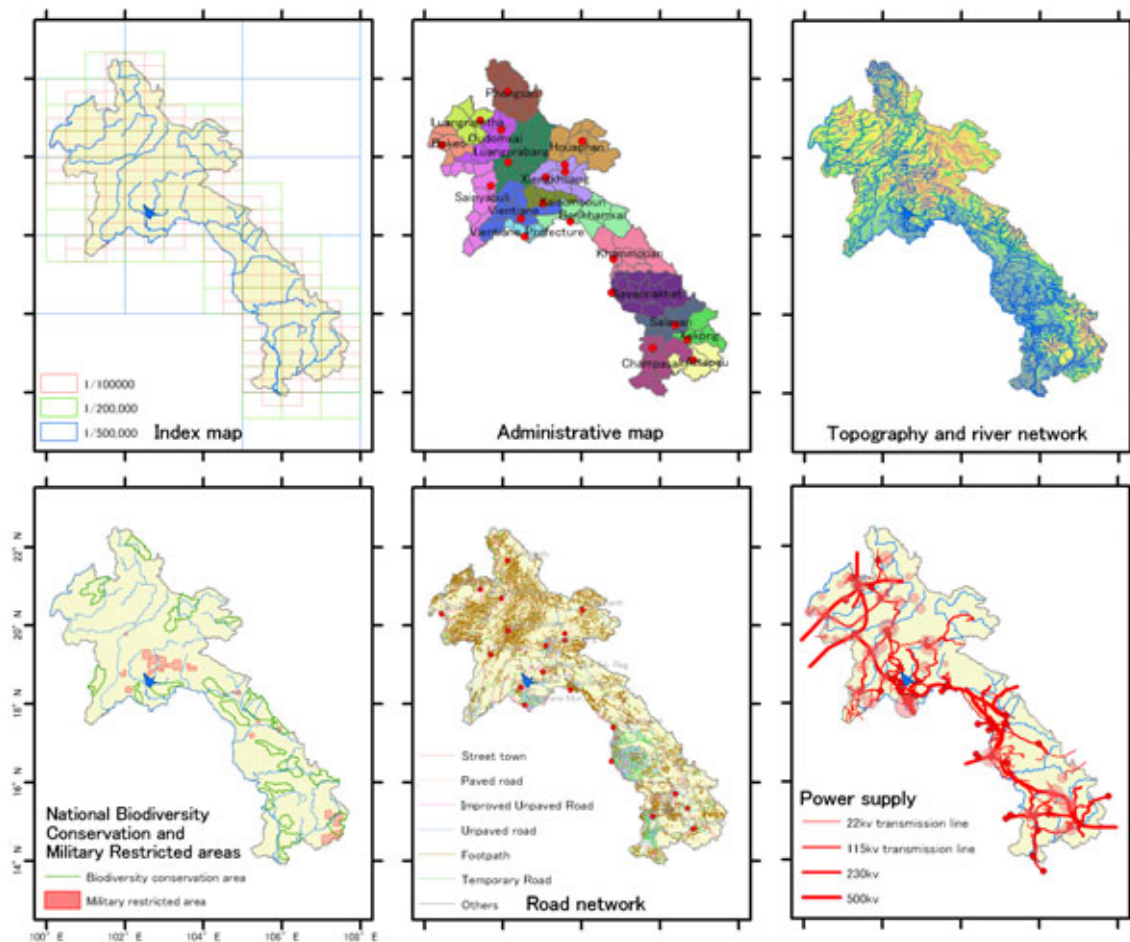 1/100000
1/200,000
1/500,000
Index map
Phongsali
Luangnamtha
Oudomxai
Bokeo
Luangprabang
Houaphan
Xiengkhuang
Saisyabuli
Vientiane
Borikhamxai
Vientiane Prefecture
Khammouan
Savannakhet
Salavan
Xekong
Champasak
Attapeu
Administrative map
Topography and river network
22° N
20° N
18° N
16° N
14° N
National Biodiversity
Conservation and
Military Restricted areas
Biodiversity conservation area
Military restricted area
100° E
102° E
104° E
106° E
108° E
Street town
Paved road
Improved Unpaved Road
Unpaved road
Footpath
Temporary Road
Others
Road network
Power supply
22kv transmission line
115kv transmission line
230kv
500kv